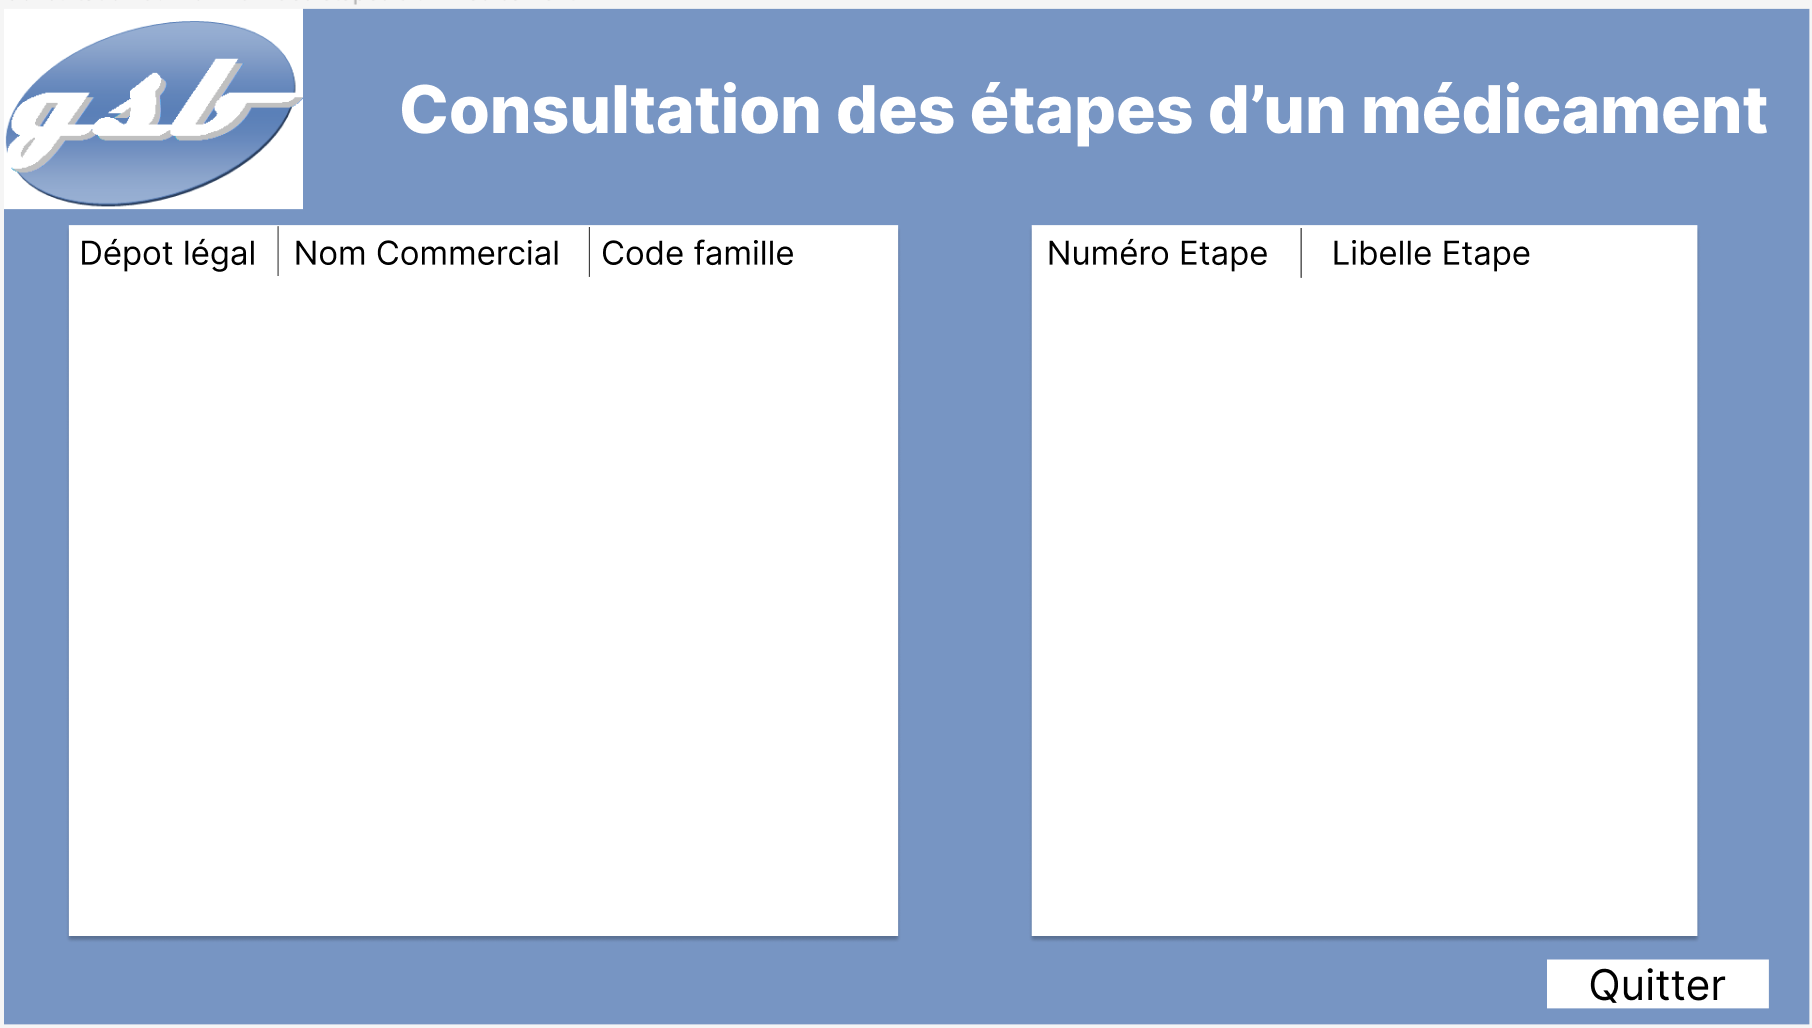 gsb
Consultation des étapes d’un médicament
Dépot légal Nom Commercial Code famille
Numéro Etape Libelle Etape
Quitter